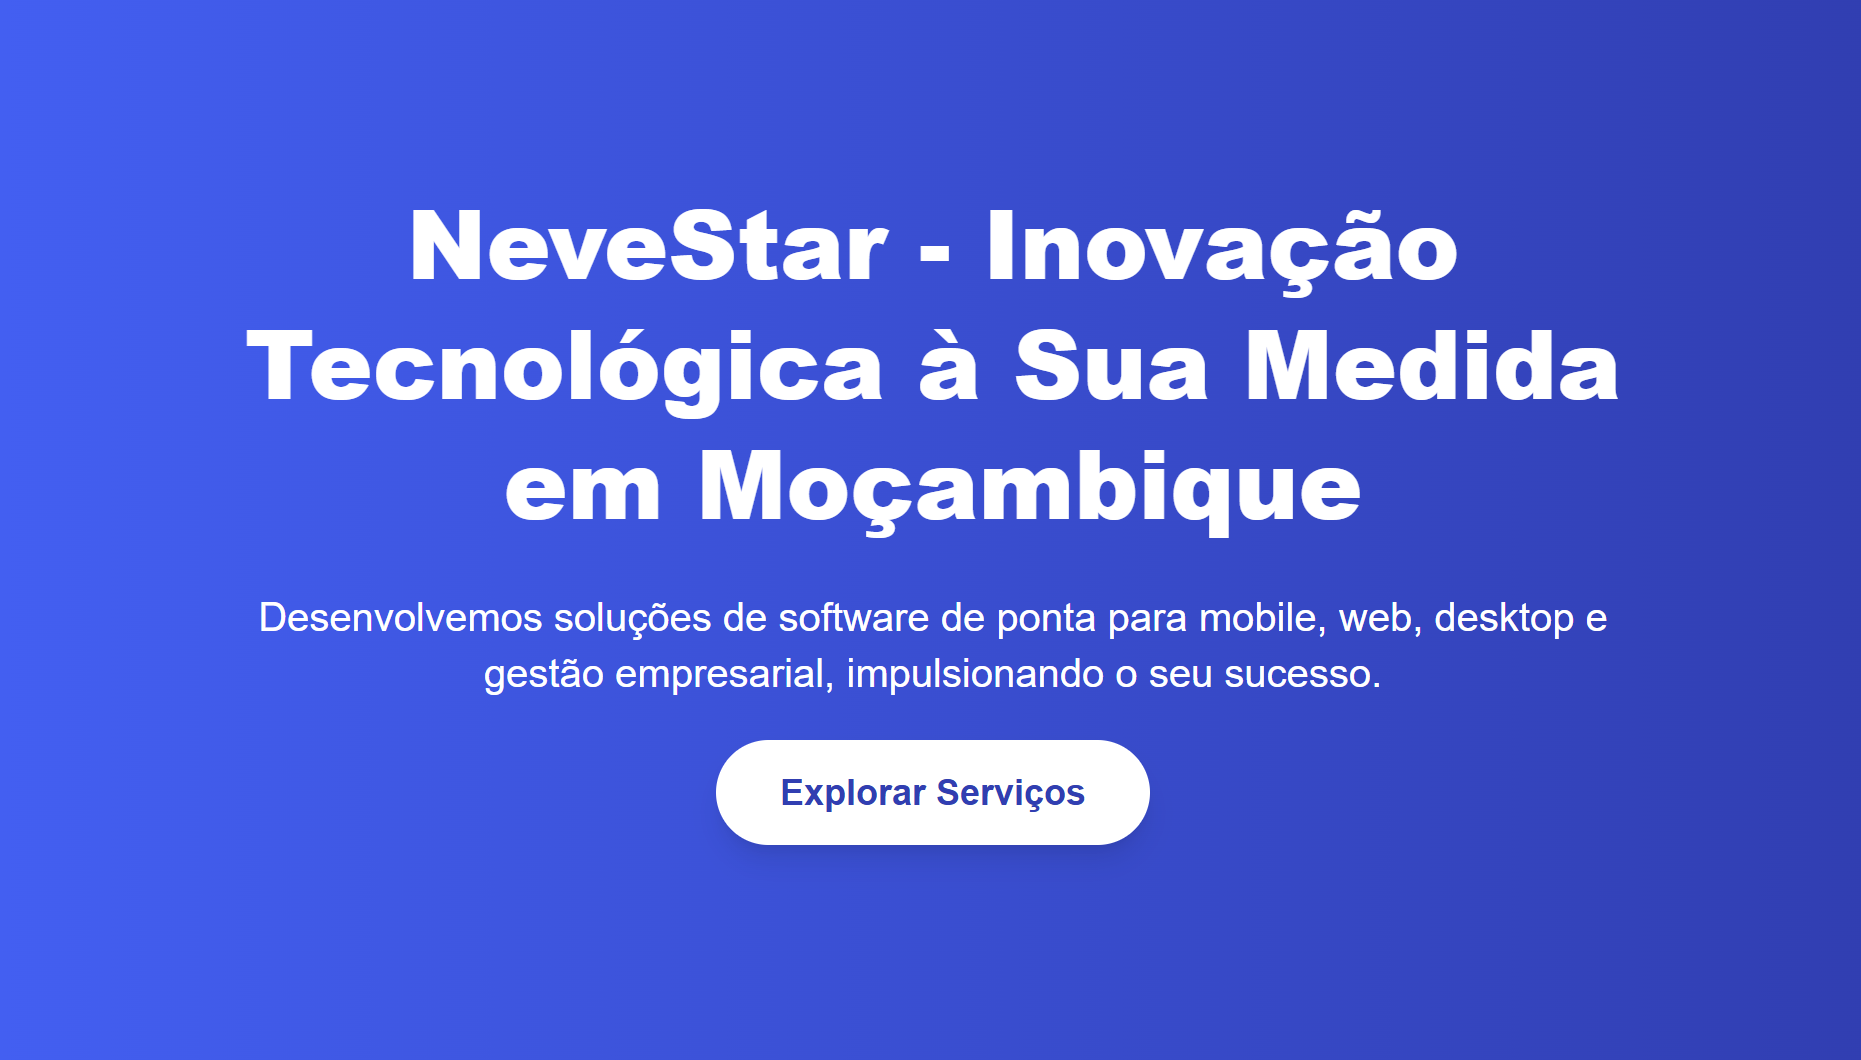 NeveStar - Inovação
Tecnológica à Sua Medida
em Moçambique
Desenvolvemos soluções de software de ponta para mobile, web, desktop e
gestão empresarial, impulsionando o seu sucesso.
Explorar Serviços